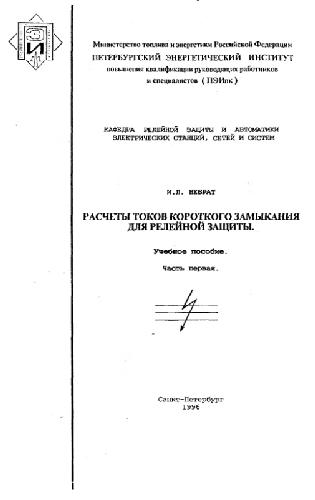 ЭИ
Министерство топлива и энергетики Российской Федерации
ПЕТЕРБУРГСКИЙ ЭНЕРГЕТИЧЕСКИЙ ИНСТИТУТ
повышения квалификации руководящих работников
и специалистов ( ПЭИпк )
КАФЕДРА РЕЛЕЙНОЙ ЗАЩИТЫ И АВТОМАТИКИ
ЭЛЕКТРИЧЕСКИХ СТАНЦИЙ, СЕТЕЙ И СИСТЕМ
И.Л. НЕБРАТ
РАСЧЕТЫ ТОКОВ КОРОТКОГО ЗАМЫКАНИЯ
ДЛЯ РЕЛЕЙНОЙ ЗАЩИТЫ.
Учебное пособие.
Часть первая.
Санкт-Петербург
1996